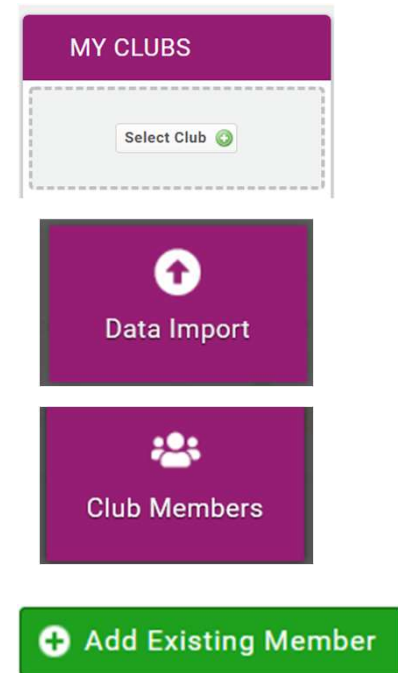 MY CLUBS
Select Club
Data Import
Club Members
Add Existing Member